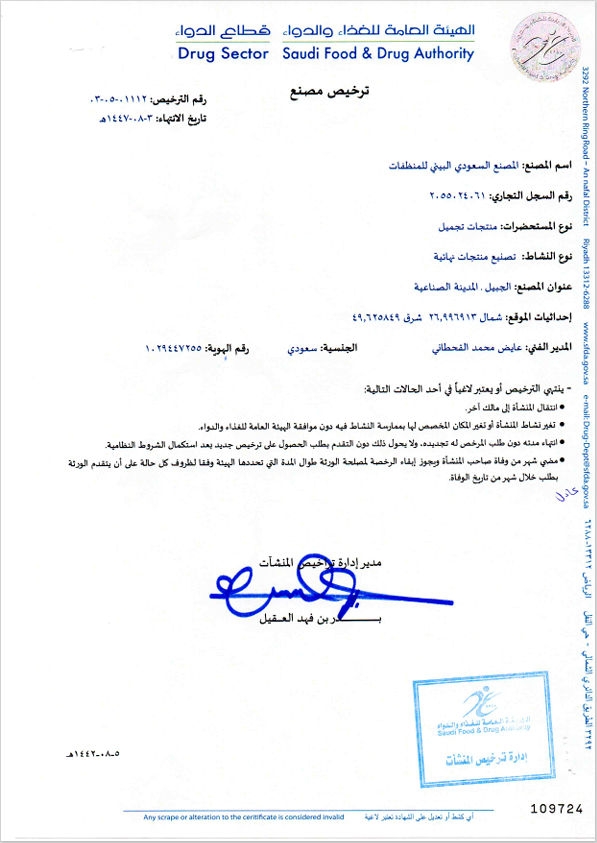 الهيئة العامة للغذاء والدواء
Saudi Food & Drug Authority
قطاع الدواء
Drug Sector
ترخيص مصنع
رقم الترخيص: ٠٣-٠٥-٠١١١٢
تاريخ الانتهاء: ٣-٠٨-١٤٤٧هـ
اسم المصنع: المصنع السعودي البيئي للمنظفات
رقم السجل التجاري: ٢٠٥٥٠٢٤٠٦١
نوع المستحضرات: منتجات تجميل
نوع النشاط: تصنيع منتجات نهائية
عنوان المصنع: الجبيل . المدينة الصناعية
إحداثيات الموقع: شمال ٢٦,٩٩٦٩١٣ شرق ٤٩,٦٢٥٨٤٩
المدير الفني: عايض محمد القحطاني الجنسية: سعودي رقم الهوية: ١٠٢٩٤٤٧٢٥٥
- ينتهي الترخيص أو يعتبر لاغياً في أحد الحالات التالية:
● انتقال المنشأة إلى مالك آخر.
● تغير نشاط المنشأة أو تغير المكان المخصص لها بممارسة النشاط فيه دون موافقة الهيئة العامة للغذاء والدواء.
● انتهاء مدته دون طلب المرخص له تجديده، ولا يحول ذلك دون التقدم بطلب الحصول على ترخيص جديد بعد استكمال الشروط النظامية.
● مضي شهر من وفاة صاحب المنشأة ويجوز إبقاء الرخصة لمصلحة الورثة طوال المدة التي تحددها الهيئة وفقا لظروف كل حالة على أن يتقدم الورثة
بطلب خلال شهر من تاريخ الوفاة.
عادل
مدير إدارة تراخيص المنشآت
بـــدر بن فهد العـقيل
الهيئة العامة للغذاء والدواء
Saudi Food & Drug Authority
إدارة ترخيص المنشآت
٥-٠٨-١٤٤٢هـ
109724
Any scrape or alteration to the ceritificate is considered invalid
أي كشط أو تعديل على الشهادة تعتبر لاغية
3292 Northern Ring Road – An nafal District Riyadh 13312-6288 www.sfda.gov.sa e-mail: Drug-Dept@sfda.gov.sa
٣٢٩٢ الطريق الدائري الشمالي - حي النفل الرياض ١٣٣١٢-٦٢٨٨